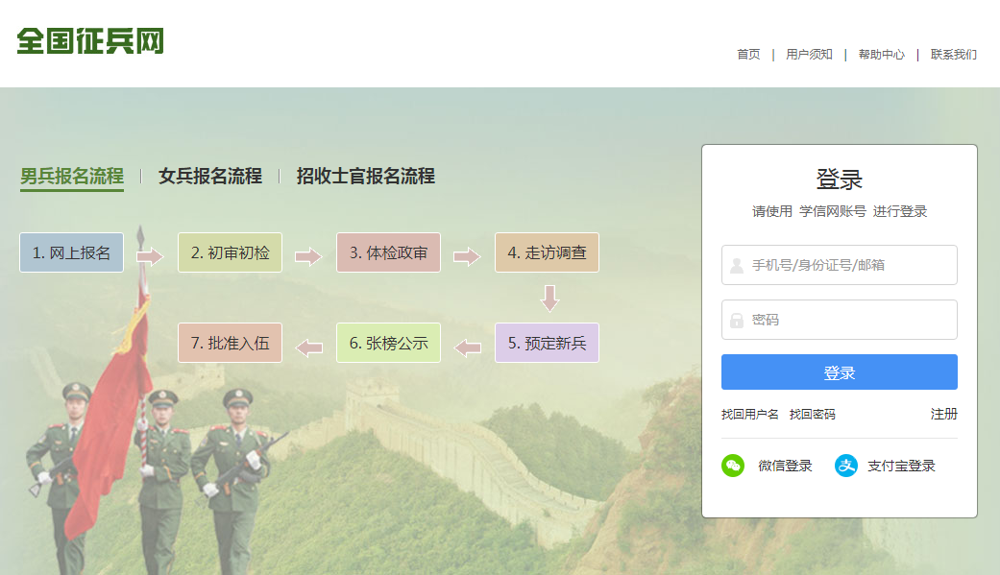 全国征兵网
首页 | 用户须知 | 帮助中心 | 联系我们
男兵报名流程 | 女兵报名流程 | 招收士官报名流程
1. 网上报名
2. 初审初检
3. 体检政审
4. 走访调查
5. 预定新兵
6. 张榜公示
7. 批准入伍
登录
请使用 学信网账号 进行登录
手机号/身份证号/邮箱
密码
登录
找回用户名 找回密码 注册
微信登录 支 支付宝登录